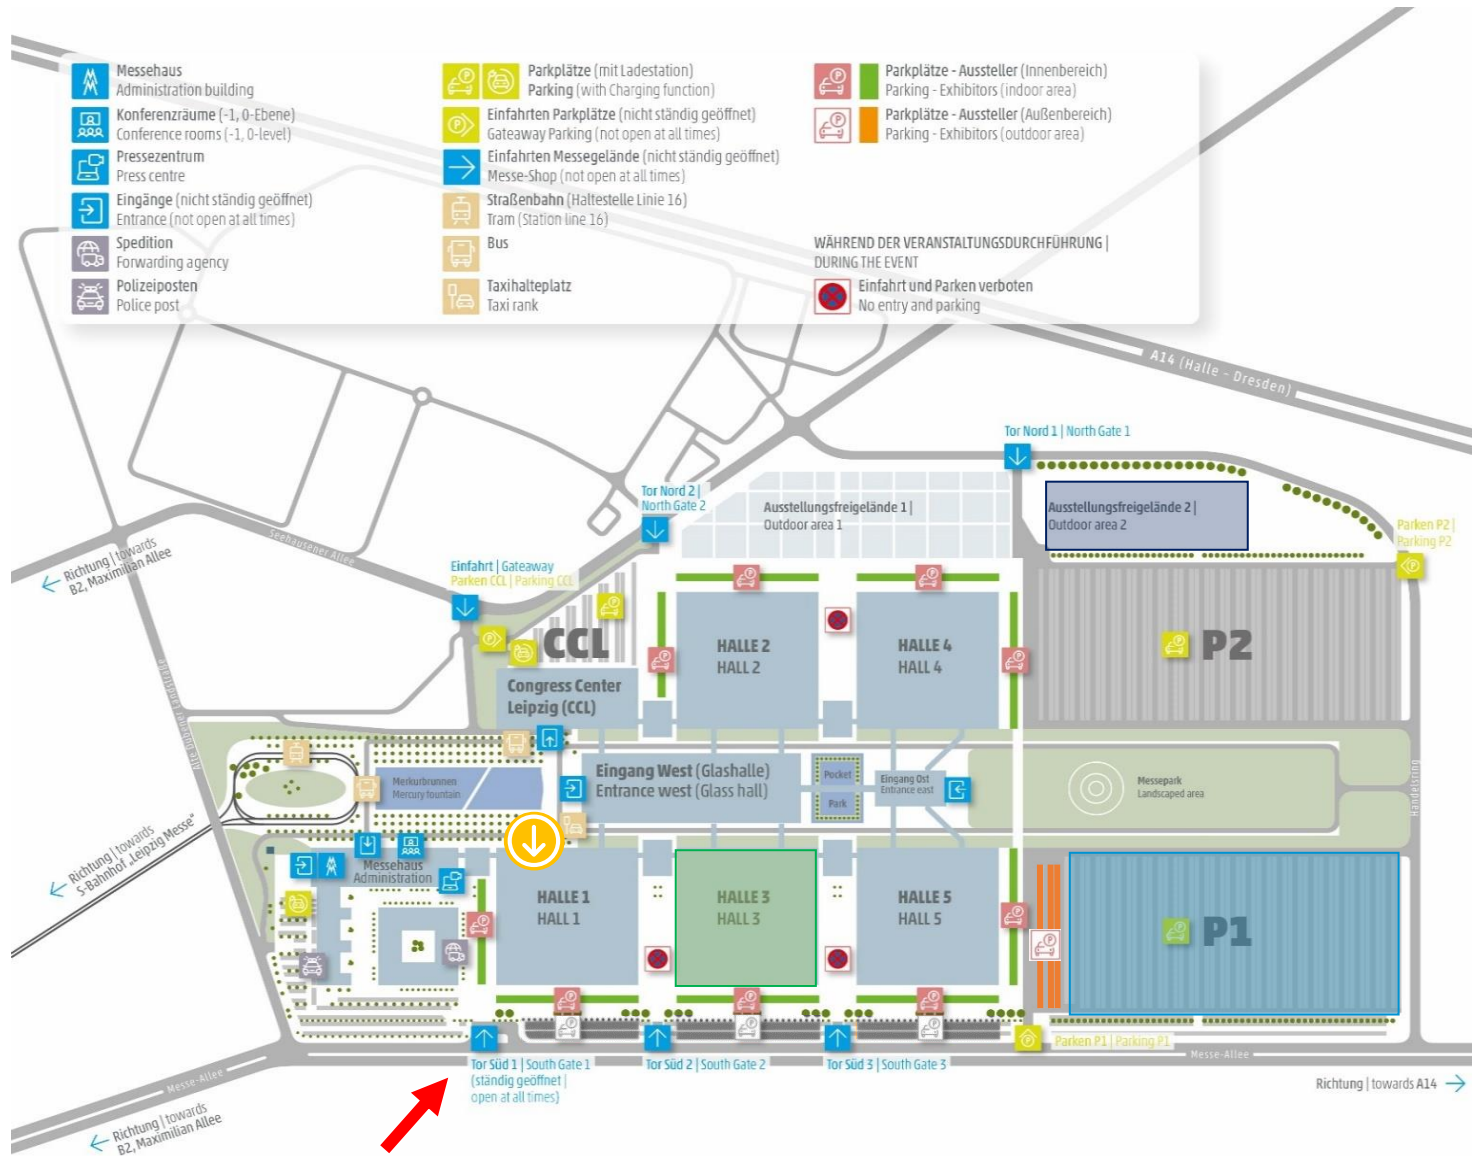 Messehaus
Administration building
Konferenzräume (-1, 0-Ebene)
Conference rooms (-1, 0-level)
Pressezentrum
Press centre
Eingänge (nicht ständig geöffnet)
Entrance (not open at all times)
Spedition
Forwarding agency
Polizeiposten
Police post
Parkplätze (mit Ladestation)
Parking (with Charging function)
Einfahrten Parkplätze (nicht ständig geöffnet)
Gateaway Parking (not open at all times)
Einfahrten Messegelände (nicht ständig geöffnet)
Messe-Shop (not open at all times)
Straßenbahn (Haltestelle Linie 16)
Tram (Station line 16)
Bus
Taxihalteplatz
Taxi rank
Parkplätze - Aussteller (Innenbereich)
Parking - Exhibitors (indoor area)
Parkplätze - Aussteller (Außenbereich)
Parking - Exhibitors (outdoor area)
WÄHREND DER VERANSTALTUNGSDURCHFÜHRUNG |
DURING THE EVENT
Einfahrt und Parken verboten
No entry and parking
A14 (Halle - Dresden)
Tor Nord 1 | North Gate 1
Tor Nord 2 |
North Gate 2
Ausstellungsfreigelände 1 |
Outdoor area 1
Ausstellungsfreigelände 2 |
Outdoor area 2
Parken P2 |
Parking P2
Seehausener Allee
Richtung | towards
B2, Maximilian Allee
Einfahrt | Gateaway
Parken CCL | Parking CCL
CCL
HALLE 2
HALL 2
HALLE 4
HALL 4
P2
Congress Center
Leipzig (CCL)
Alte Dübener Landstraße
Merkurbrunnen
Mercury fountain
Eingang West (Glashalle)
Entrance west (Glass hall)
Pocket
Park
Eingang Ost
Entrance east
Messepark
Landscaped area
Handelsring
Richtung | towards
S-Bahnhof „Leipzig Messe“
Messehaus
Administration
HALLE 1
HALL 1
HALLE 3
HALL 3
HALLE 5
HALL 5
P1
Parken P1 | Parking P1
Tor Süd 1 | South Gate 1
(ständig geöffnet |
open at all times)
Tor Süd 2 | South Gate 2
Tor Süd 3 | South Gate 3
Messe-Allee
Messe-Allee
Richtung | towards A14
Richtung | towards
B2, Maximilian Allee